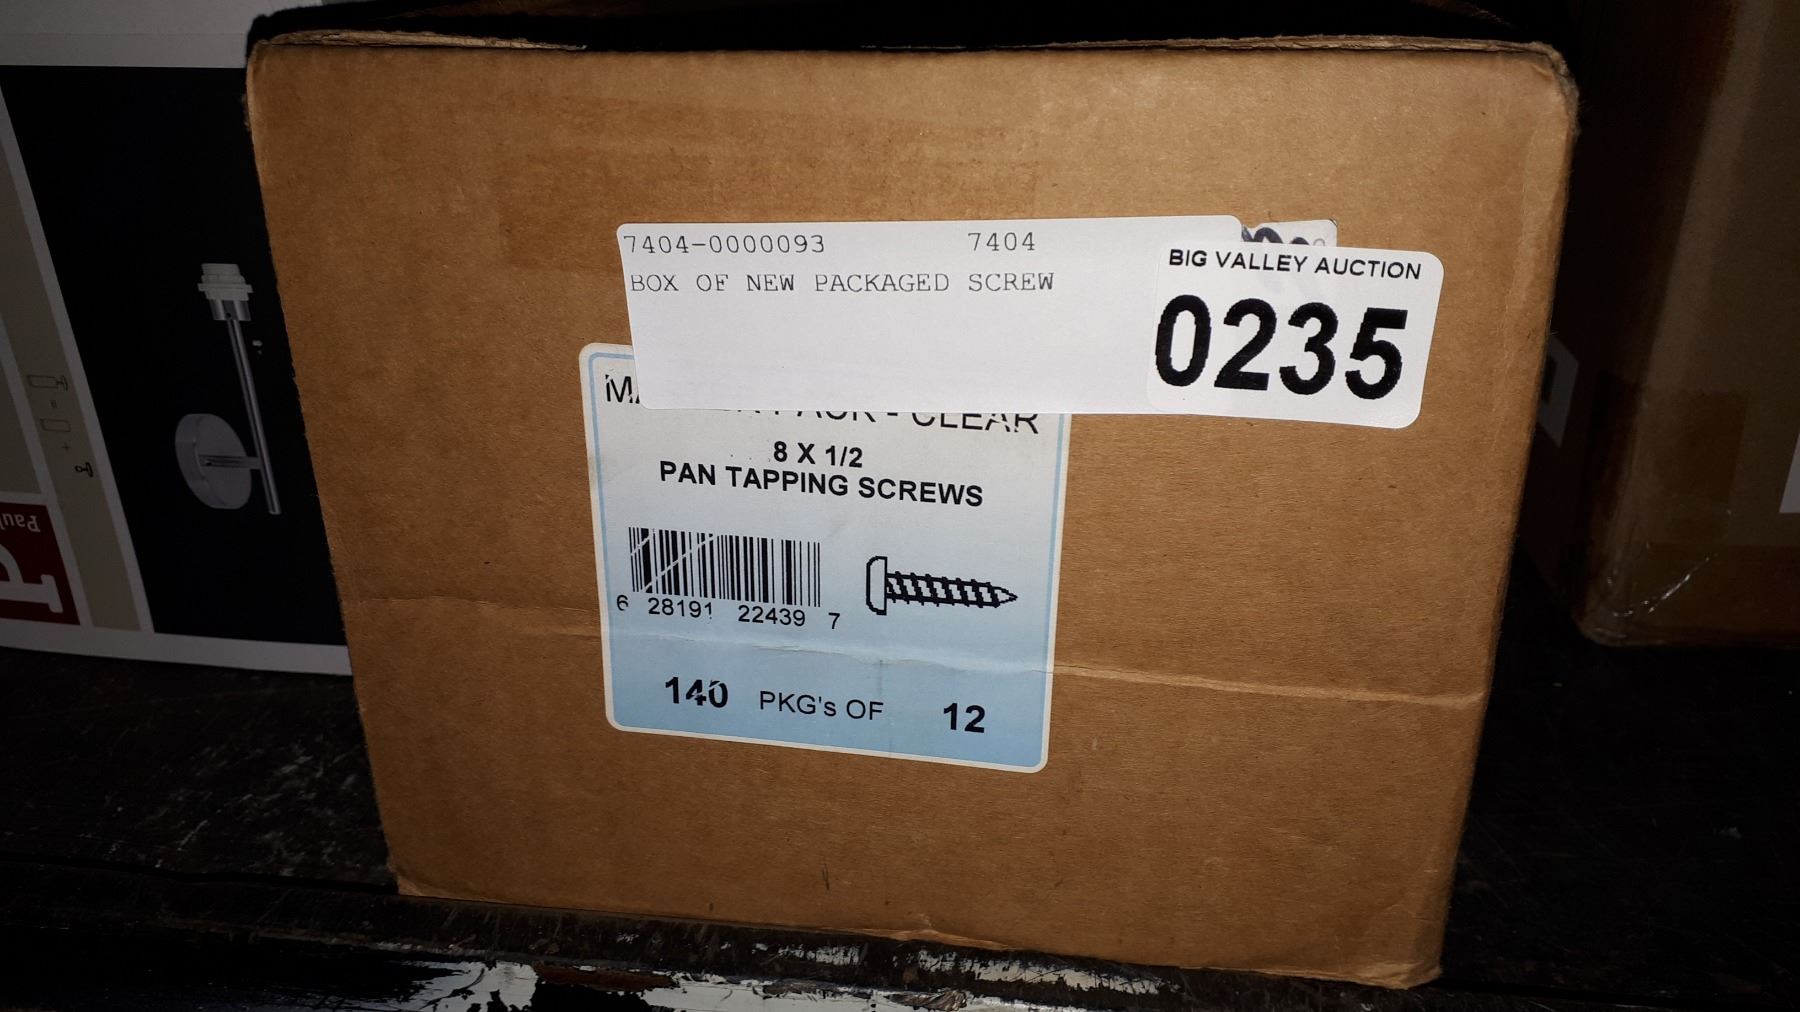 7404-0000093 7404
BOX OF NEW PACKAGED SCREW
BIG VALLEY AUCTION
0235
- CLEAR
8 X 1/2
PAN TAPPING SCREWS
6 28191 22439 7
140 PKG's OF 12